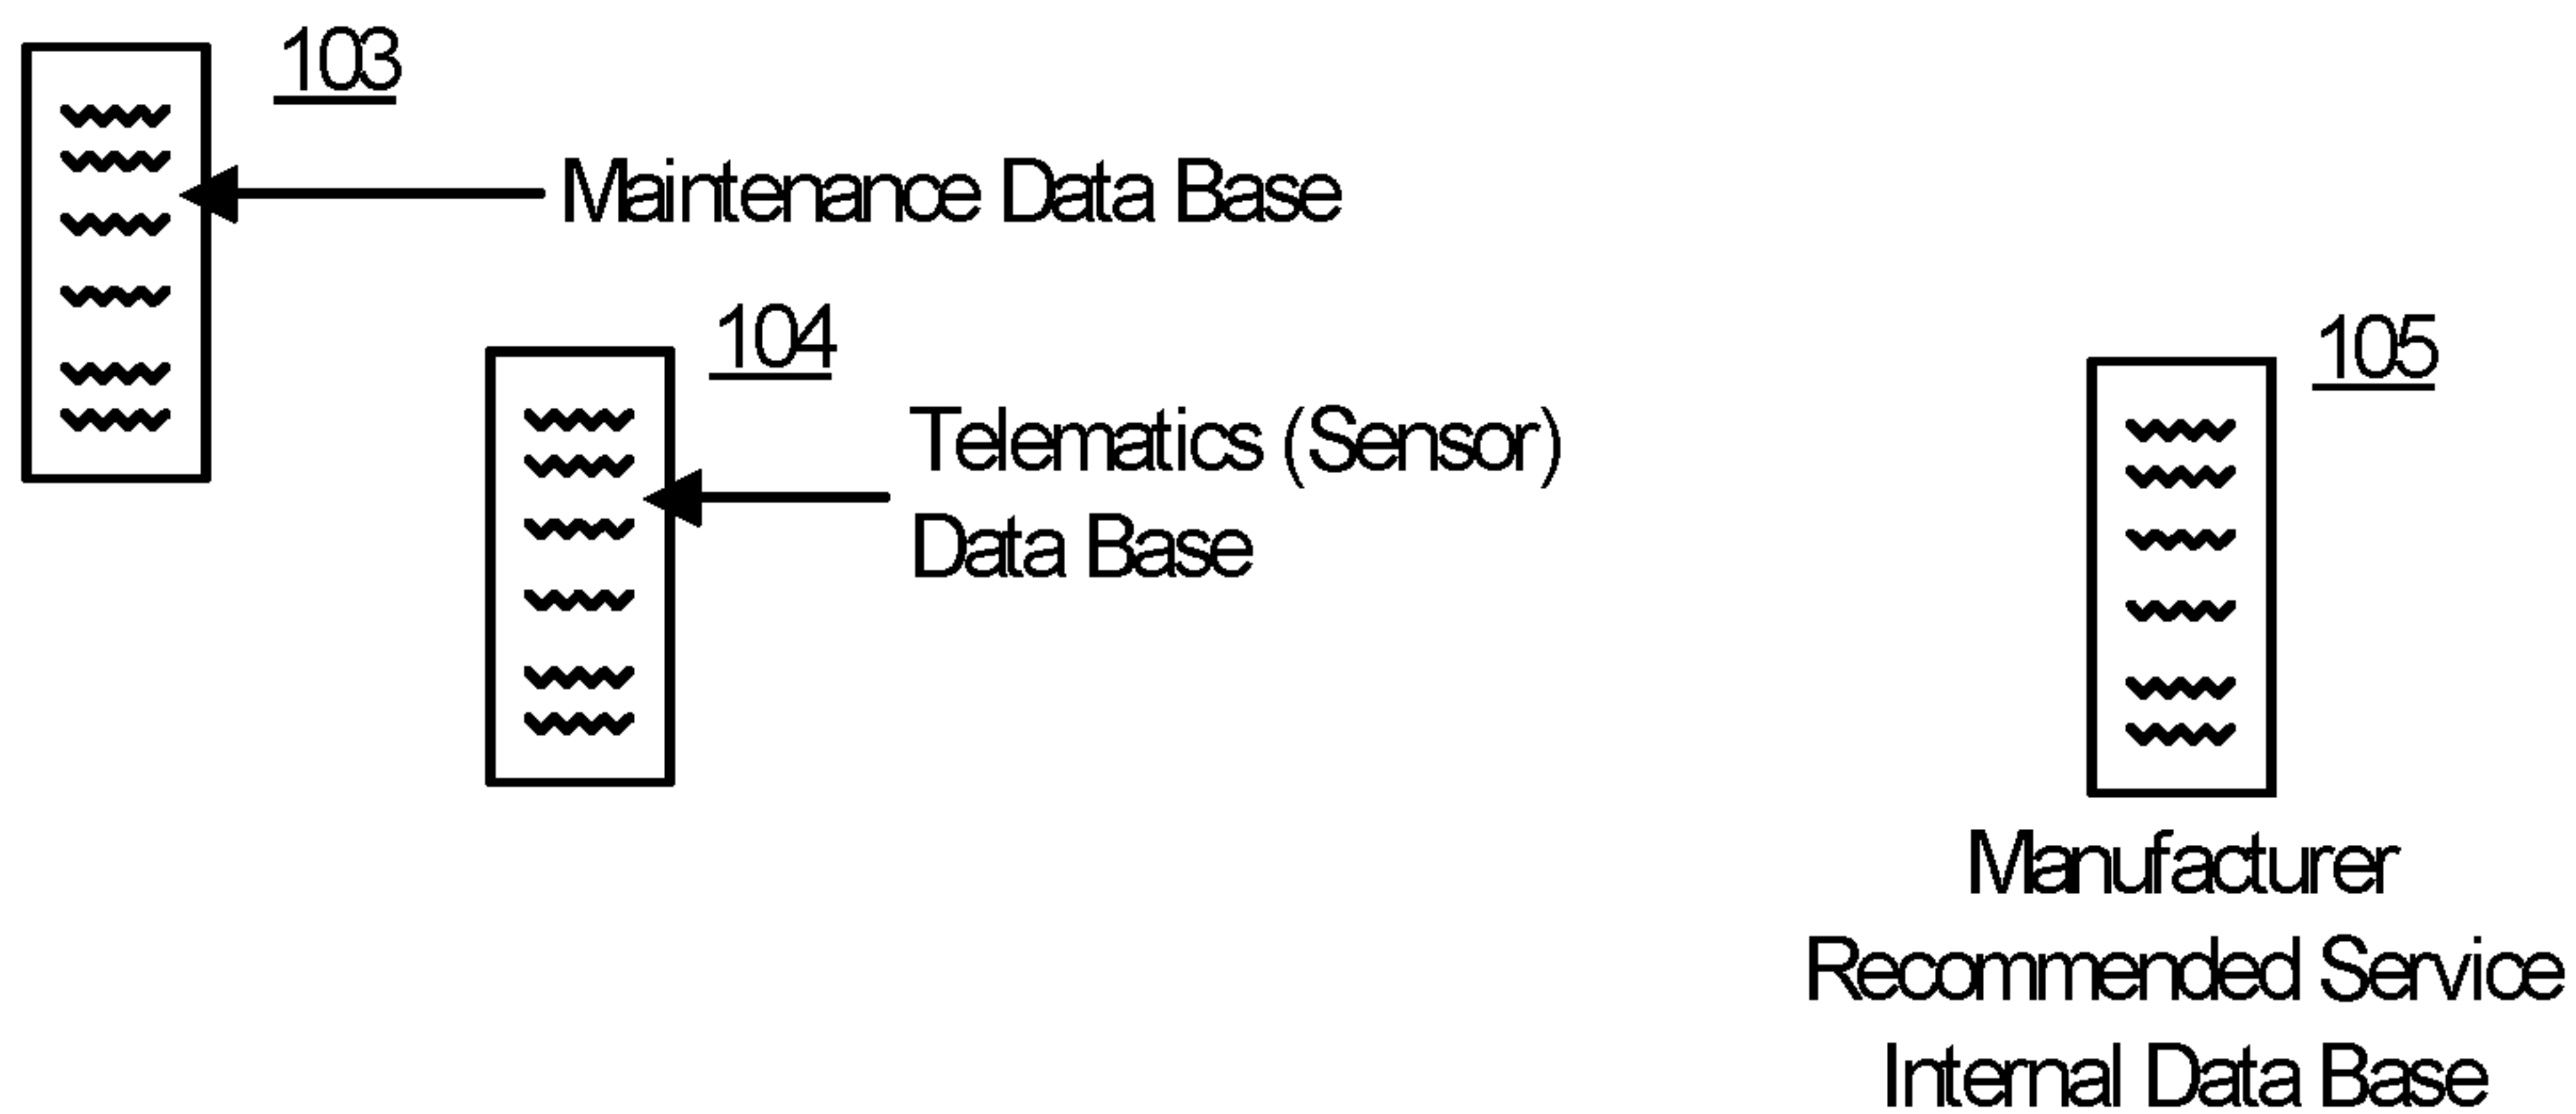 103
Maintenance Data Base
104
Telematics (Sensor)
Data Base
105
Manufacturer
Recommended Service
Internal Data Base